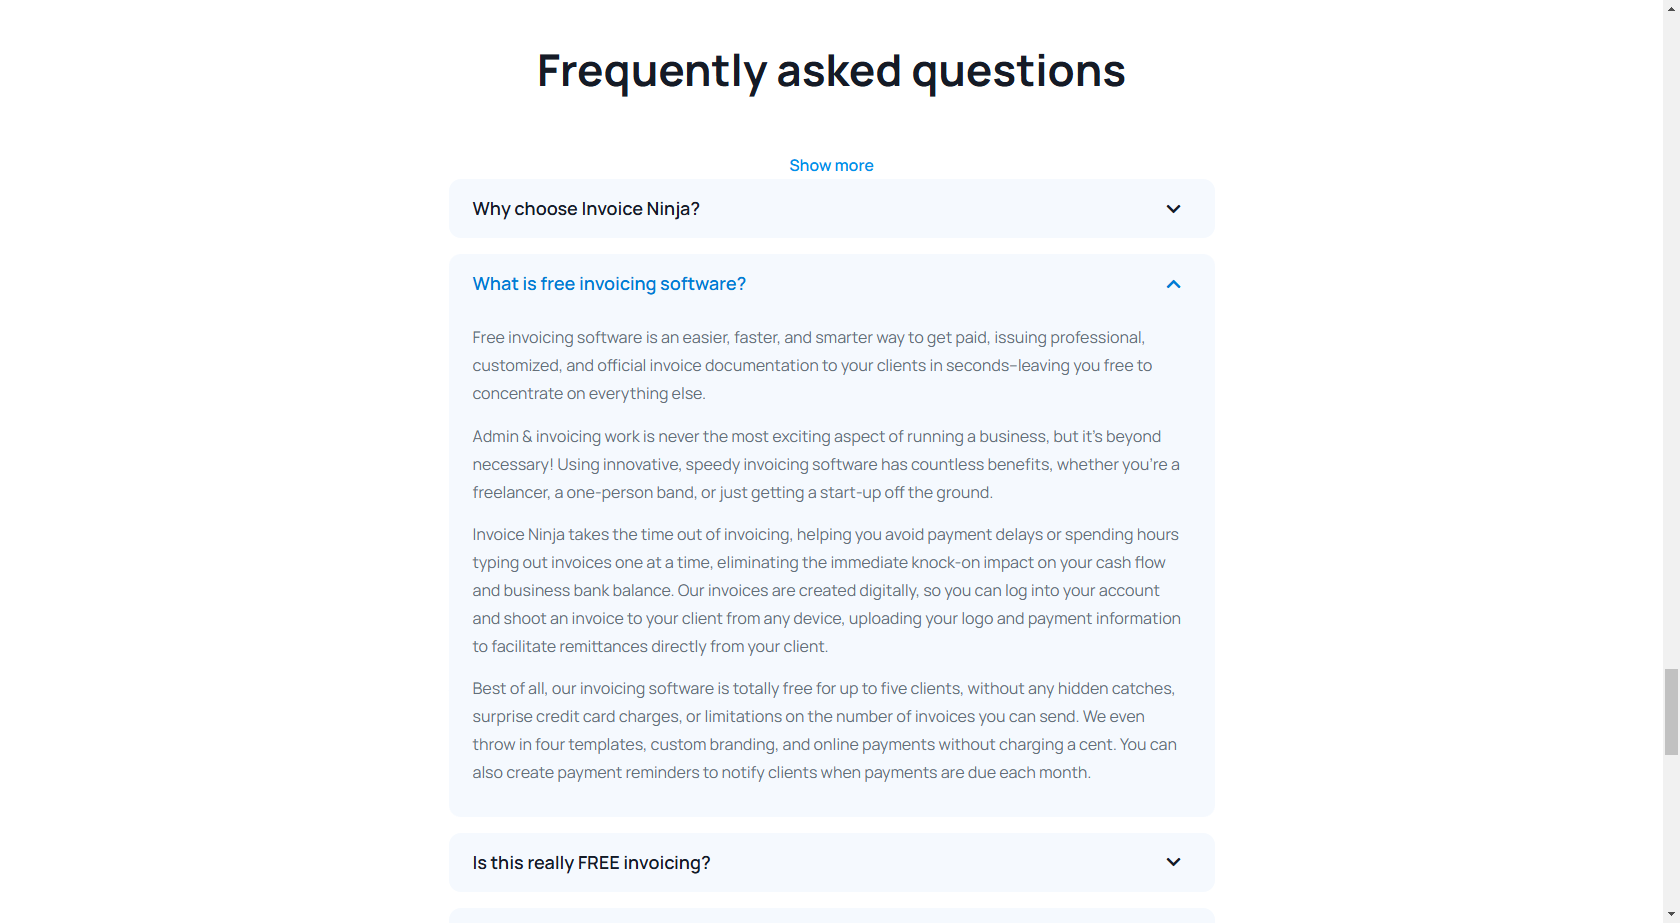 Frequently asked questions
Show more
Why choose Invoice Ninja?
What is free invoicing software?
Free invoicing software is an easier, faster, and smarter way to get paid, issuing professional,
customized, and official invoice documentation to your clients in seconds–leaving you free to
concentrate on everything else.
Admin & invoicing work is never the most exciting aspect of running a business, but it’s beyond
necessary! Using innovative, speedy invoicing software has countless benefits, whether you’re a
freelancer, a one-person band, or just getting a start-up off the ground.
Invoice Ninja takes the time out of invoicing, helping you avoid payment delays or spending hours
typing out invoices one at a time, eliminating the immediate knock-on impact on your cash flow
and business bank balance. Our invoices are created digitally, so you can log into your account
and shoot an invoice to your client from any device, uploading your logo and payment information
to facilitate remittances directly from your client.
Best of all, our invoicing software is totally free for up to five clients, without any hidden catches,
surprise credit card charges, or limitations on the number of invoices you can send. We even
throw in four templates, custom branding, and online payments without charging a cent. You can
also create payment reminders to notify clients when payments are due each month.
Is this really FREE invoicing?